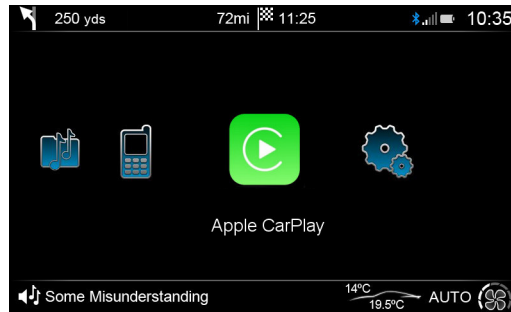 250 yds 72mi 11:25 10:35
Apple CarPlay
Some Misunderstanding 14ºC 19.5ºC AUTO